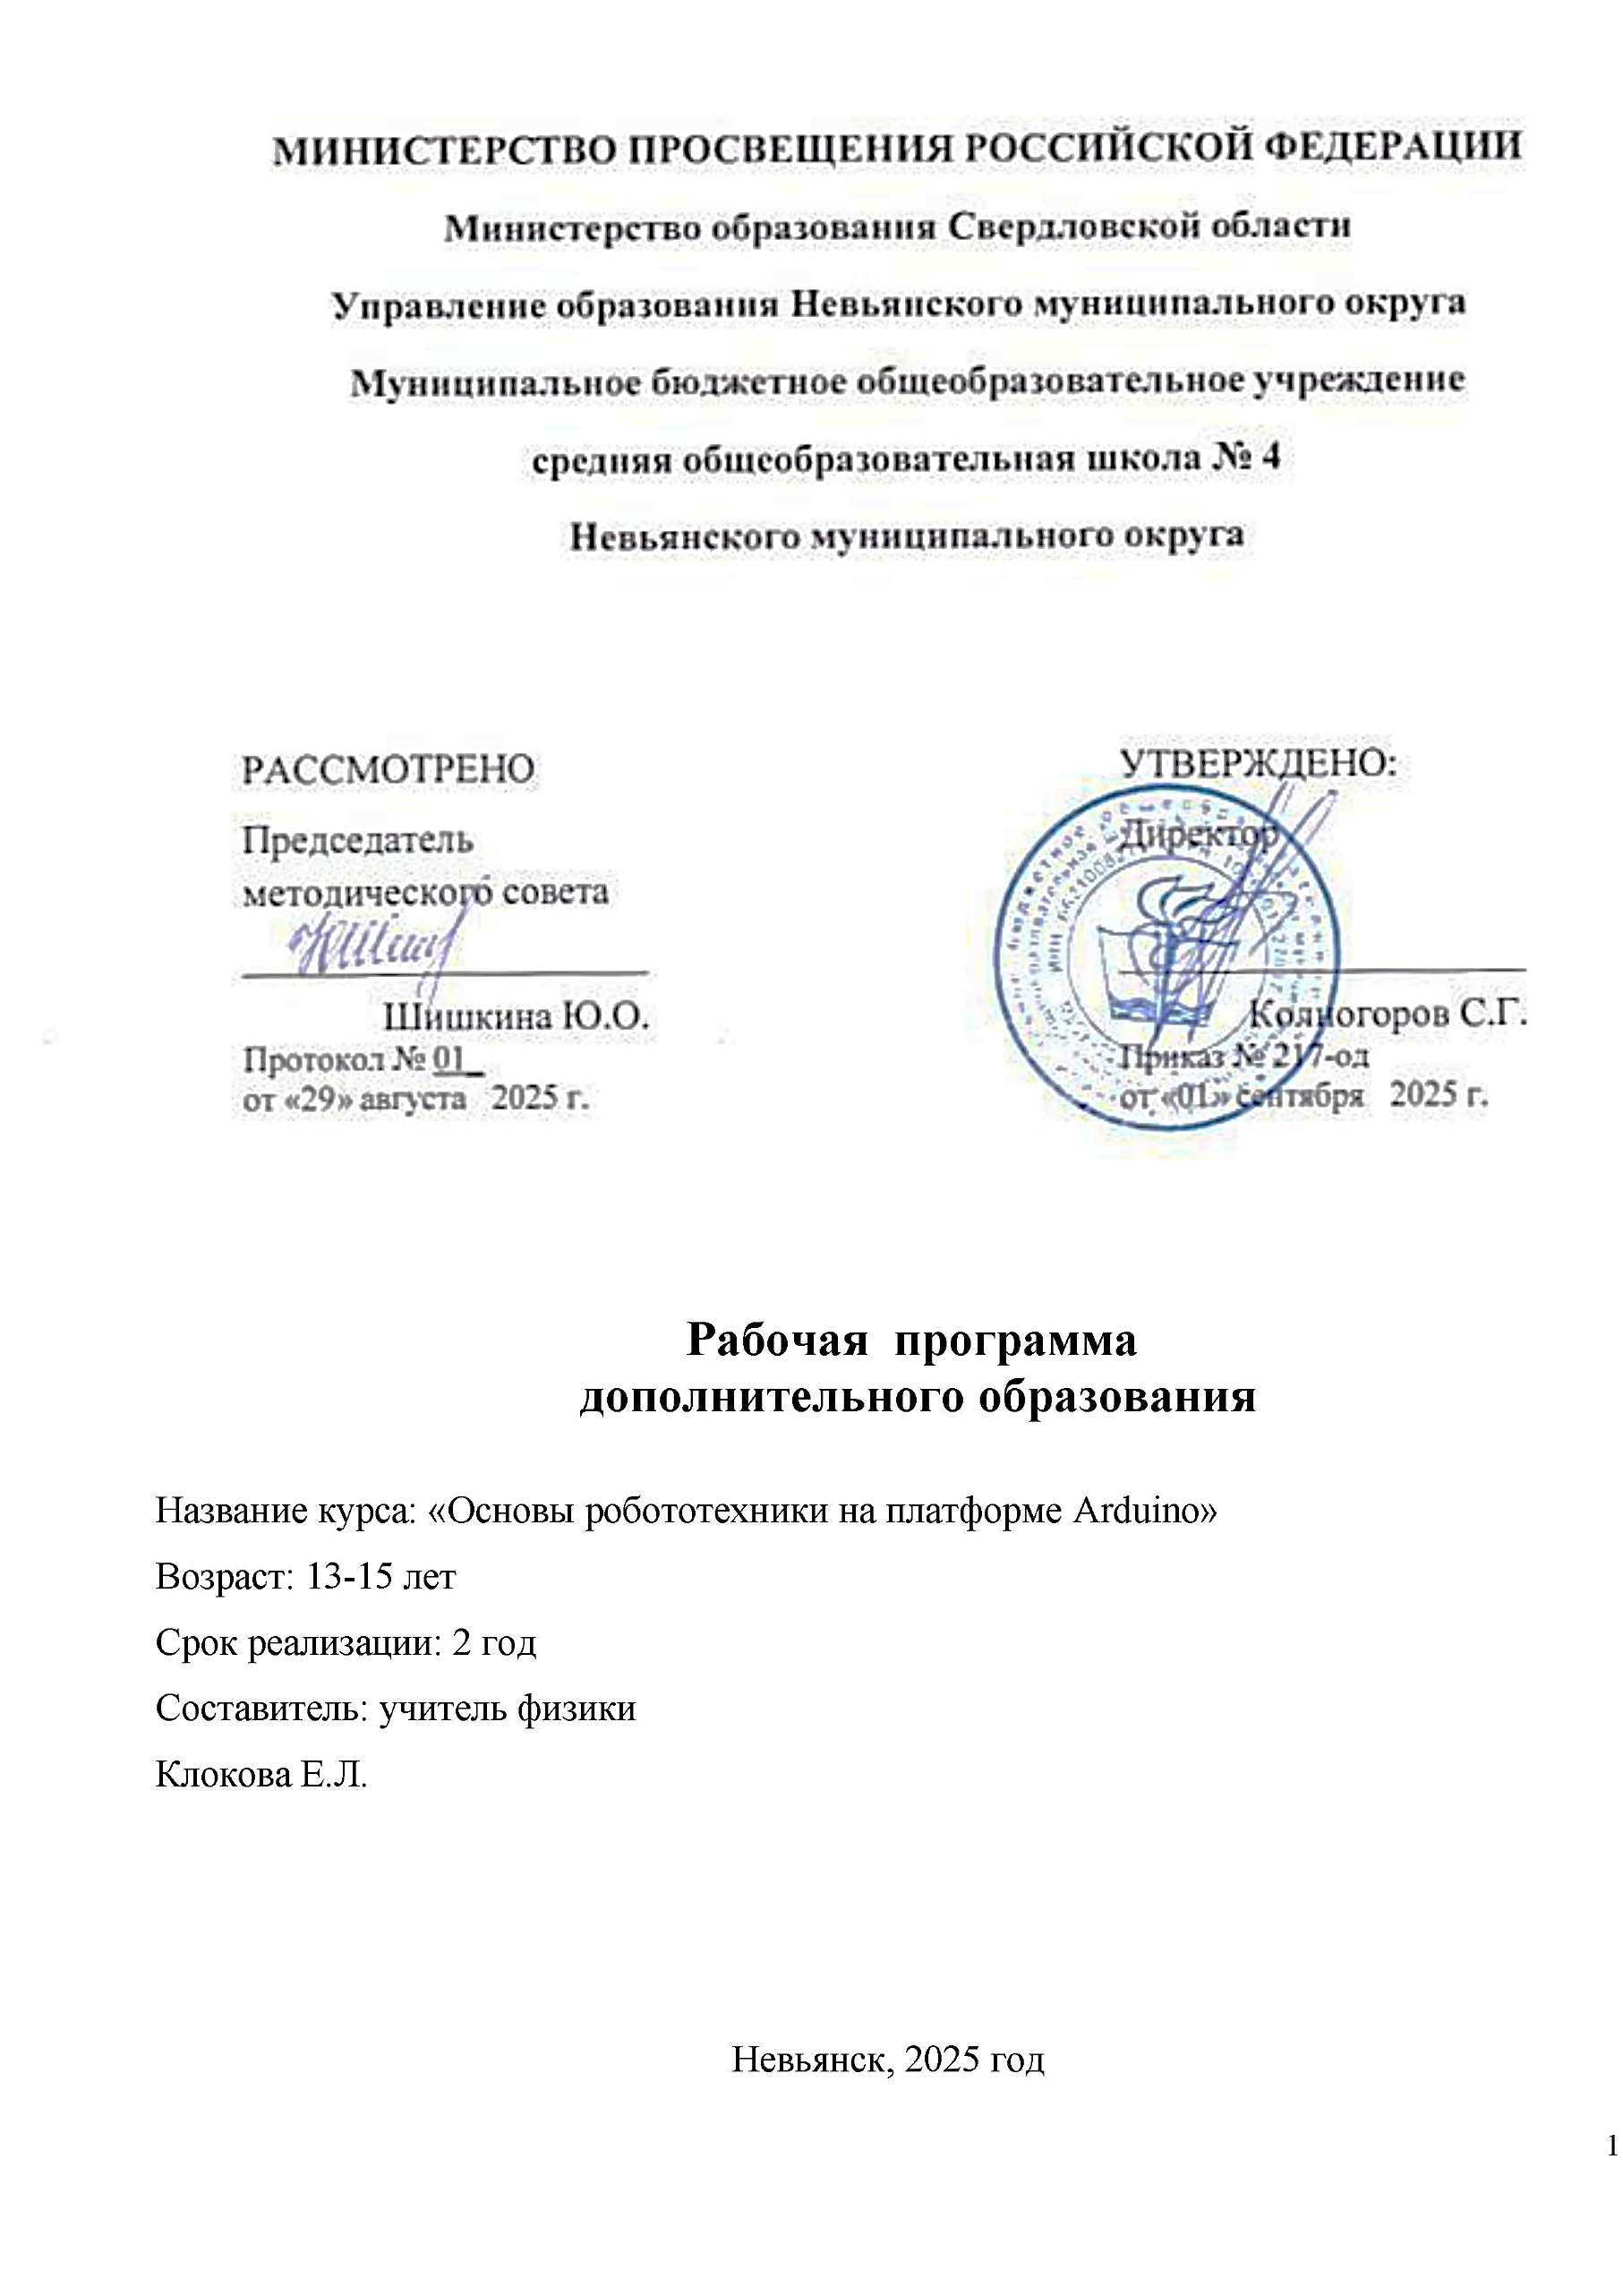 МИНИСТЕРСТВО ПРОСВЕЩЕНИЯ РОССИЙСКОЙ ФЕДЕРАЦИИ
Министерство образования Свердловской области
Управление образования Невьянского муниципального округа
Муниципальное бюджетное общеобразовательное учреждение
средняя общеобразовательная школа № 4
Невьянского муниципального округа
РАССМОТРЕНО
Председатель
методического совета
Шишкина Ю.О.
Протокол № 01_
от «29» августа 2025 г.
УТВЕРЖДЕНО:
Директор
Колногоров С.Г.
Приказ № 217-од
от «01» сентября 2025 г.
Рабочая программа
дополнительного образования
Название курса: «Основы робототехники на платформе Arduino»
Возраст: 13-15 лет
Срок реализации: 2 год
Составитель: учитель физики
Клокова Е.Л.
Невьянск, 2025 год
1